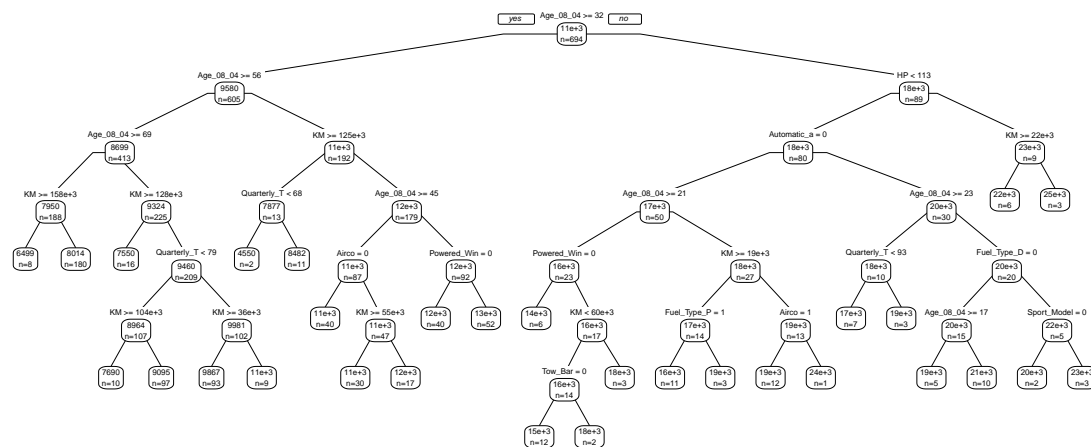 yes
Age_08_04 >= 32
no
11e+3
n=694
Age_08_04 >= 56
9580
n=605
HP < 113
18e+3
n=89
Age_08_04 >= 69
8699
n=413
KM >= 125e+3
11e+3
n=192
Automatic_a = 0
18e+3
n=80
KM >= 22e+3
23e+3
n=9
KM >= 158e+3
7950
n=188
KM >= 128e+3
9324
n=225
Quarterly_T < 68
7877
n=13
Age_08_04 >= 45
12e+3
n=179
Age_08_04 >= 21
17e+3
n=50
Age_08_04 >= 23
20e+3
n=30
22e+3
n=6
25e+3
n=3
6499
n=8
8014
n=180
7550
n=16
Quarterly_T < 79
9460
n=209
4550
n=2
8482
n=11
Airco = 0
11e+3
n=87
Powered_Win = 0
12e+3
n=92
Powered_Win = 0
16e+3
n=23
KM >= 19e+3
18e+3
n=27
Quarterly_T < 93
18e+3
n=10
Fuel_Type_D = 0
20e+3
n=20
KM >= 104e+3
8964
n=107
KM >= 36e+3
9981
n=102
11e+3
n=40
KM >= 55e+3
11e+3
n=47
12e+3
n=40
13e+3
n=52
14e+3
n=6
KM < 60e+3
16e+3
n=17
Fuel_Type_P = 1
17e+3
n=14
Airco = 1
19e+3
n=13
17e+3
n=7
19e+3
n=3
Age_08_04 >= 17
20e+3
n=15
Sport_Model = 0
22e+3
n=5
7690
n=10
9095
n=97
9867
n=93
11e+3
n=9
11e+3
n=30
12e+3
n=17
Tow_Bar = 0
16e+3
n=14
18e+3
n=3
16e+3
n=11
19e+3
n=3
19e+3
n=12
24e+3
n=1
19e+3
n=5
21e+3
n=10
20e+3
n=2
23e+3
n=3
15e+3
n=12
18e+3
n=2